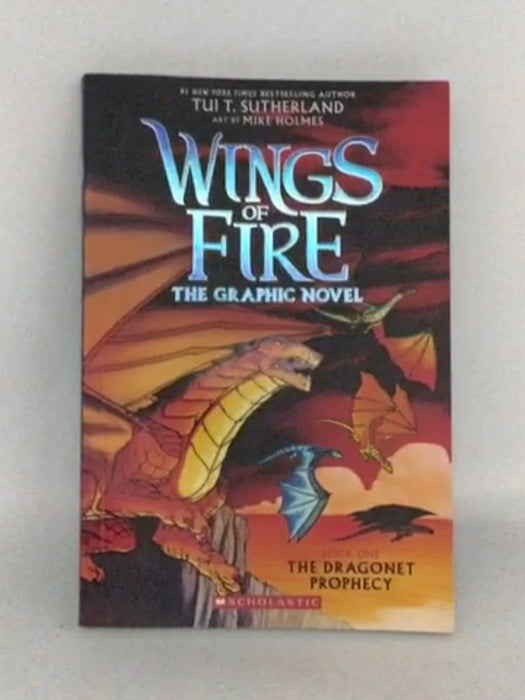 #1 NEW YORK TIMES BESTSELLING AUTHOR
TUI T. SUTHERLAND
ART BY MIKE HOLMES
WINGS
OF
FIRE
THE GRAPHIC NOVEL
BOOK ONE
THE DRAGONET
PROPHECY
SCHOLASTIC